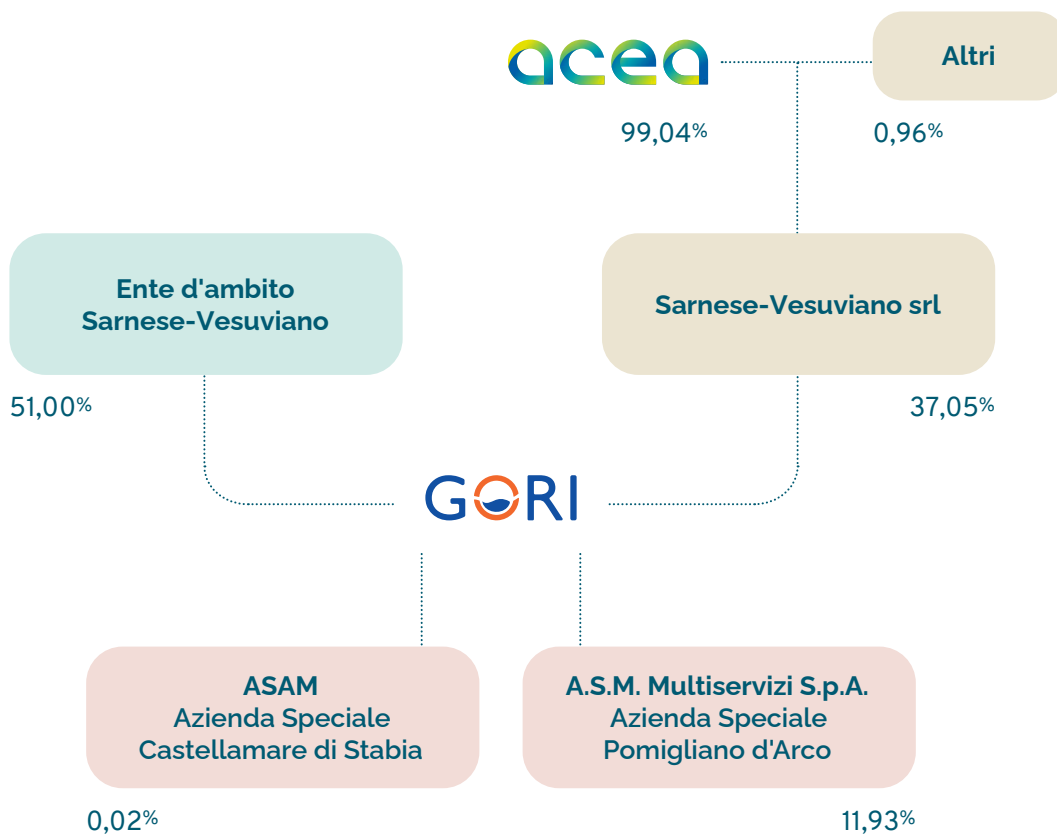 acea
Altri
99,04%
0,96%
Ente d'ambito
Sarnese-Vesuviano
Sarnese-Vesuviano srl
51,00%
37,05%
GORI
ASAM
Azienda Speciale
Castellamare di Stabia
A.S.M. Multiservizi S.p.A.
Azienda Speciale
Pomigliano d'Arco
0,02%
11,93%